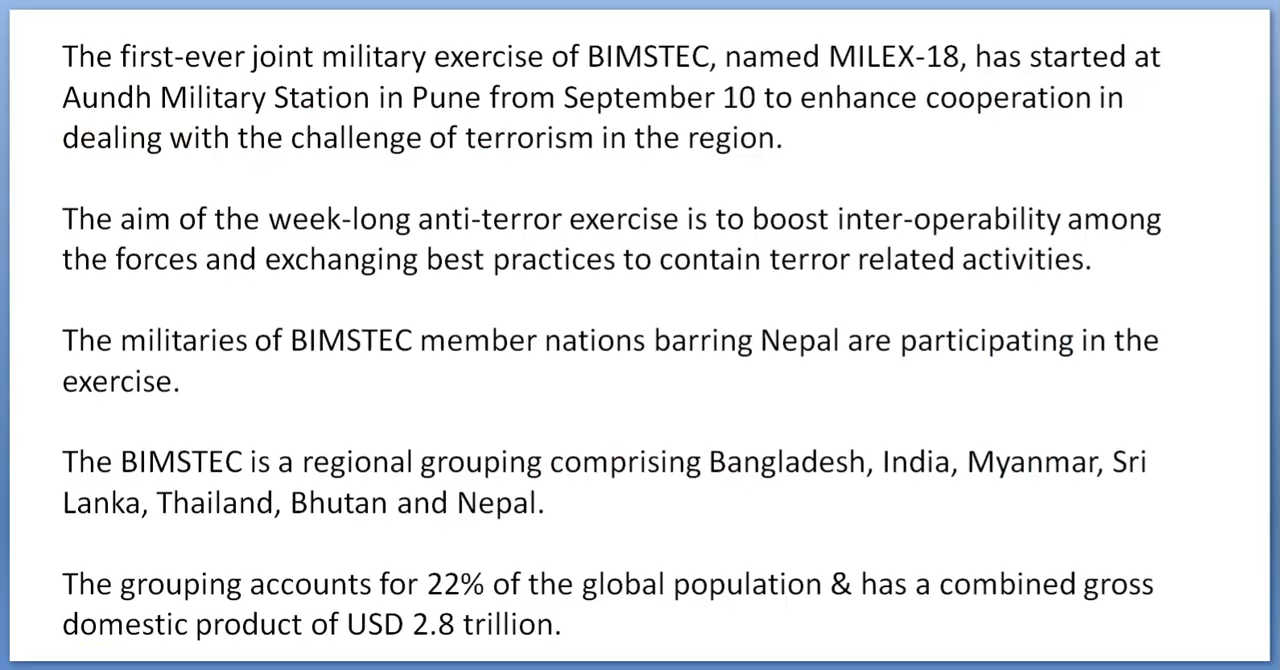 The first-ever joint military exercise of BIMSTEC, named MILEX-18, has started at
Aundh Military Station in Pune from September 10 to enhance cooperation in
dealing with the challenge of terrorism in the region.
The aim of the week-long anti-terror exercise is to boost inter-operability among
the forces and exchanging best practices to contain terror related activities.
The militaries of BIMSTEC member nations barring Nepal are participating in the
exercise.
The BIMSTEC is a regional grouping comprising Bangladesh, India, Myanmar, Sri
Lanka, Thailand, Bhutan and Nepal.
The grouping accounts for 22% of the global population & has a combined gross
domestic product of USD 2.8 trillion.